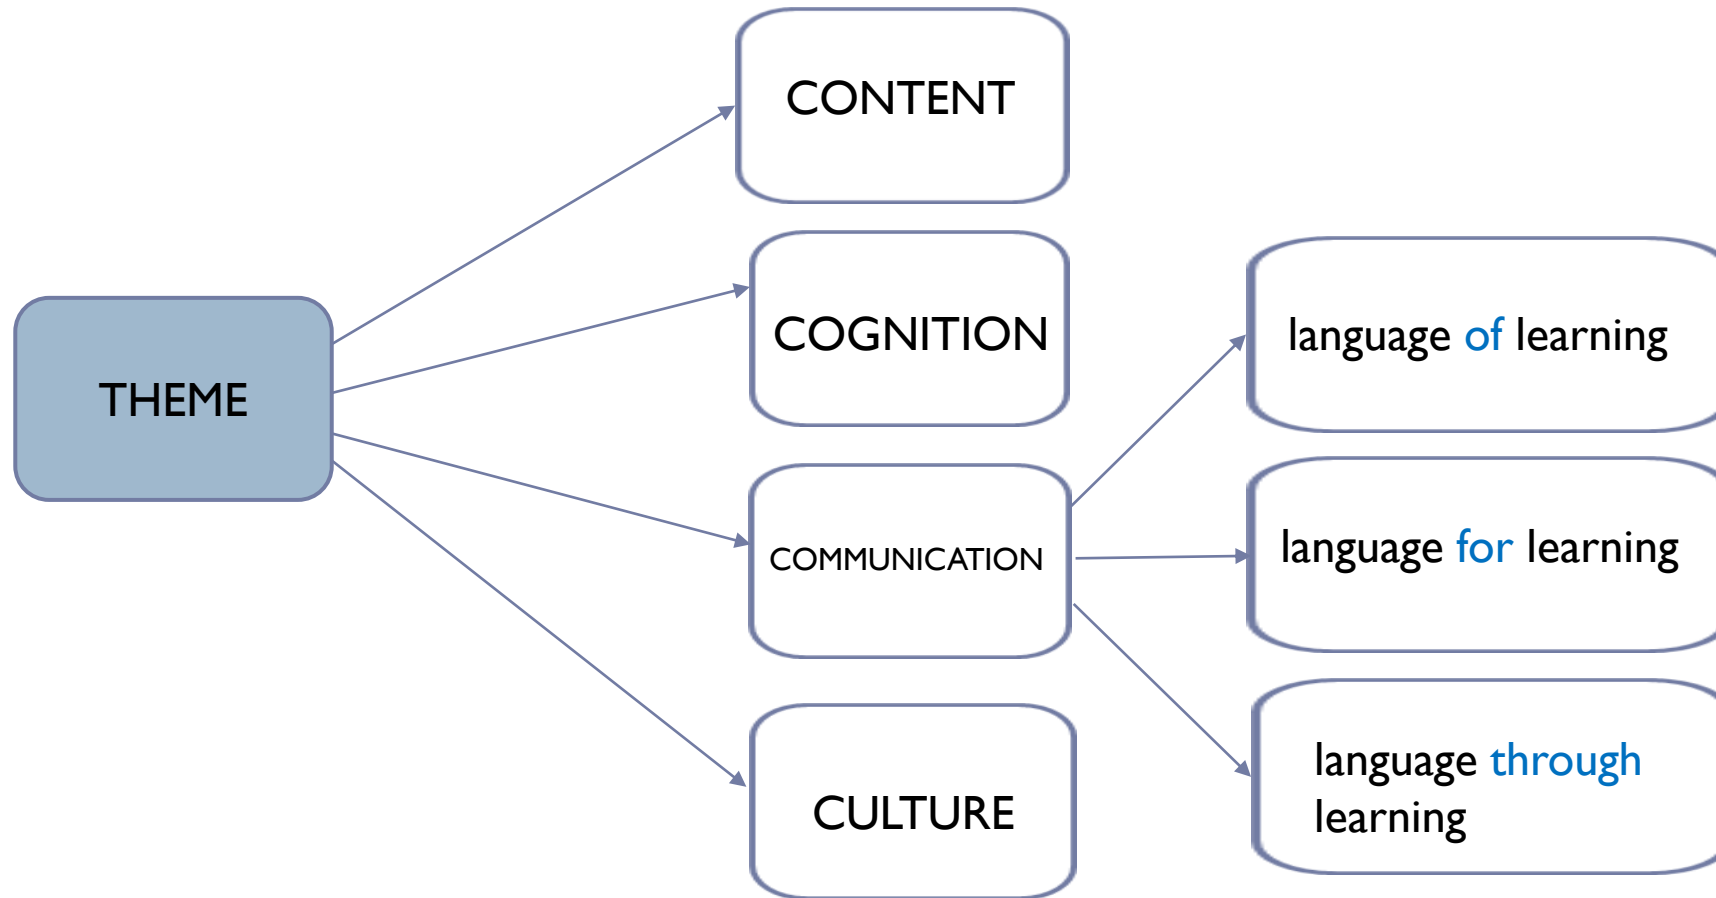 THEME
CONTENT
COGNITION
COMMUNICATION
CULTURE
language of learning
language for learning
language through
learning